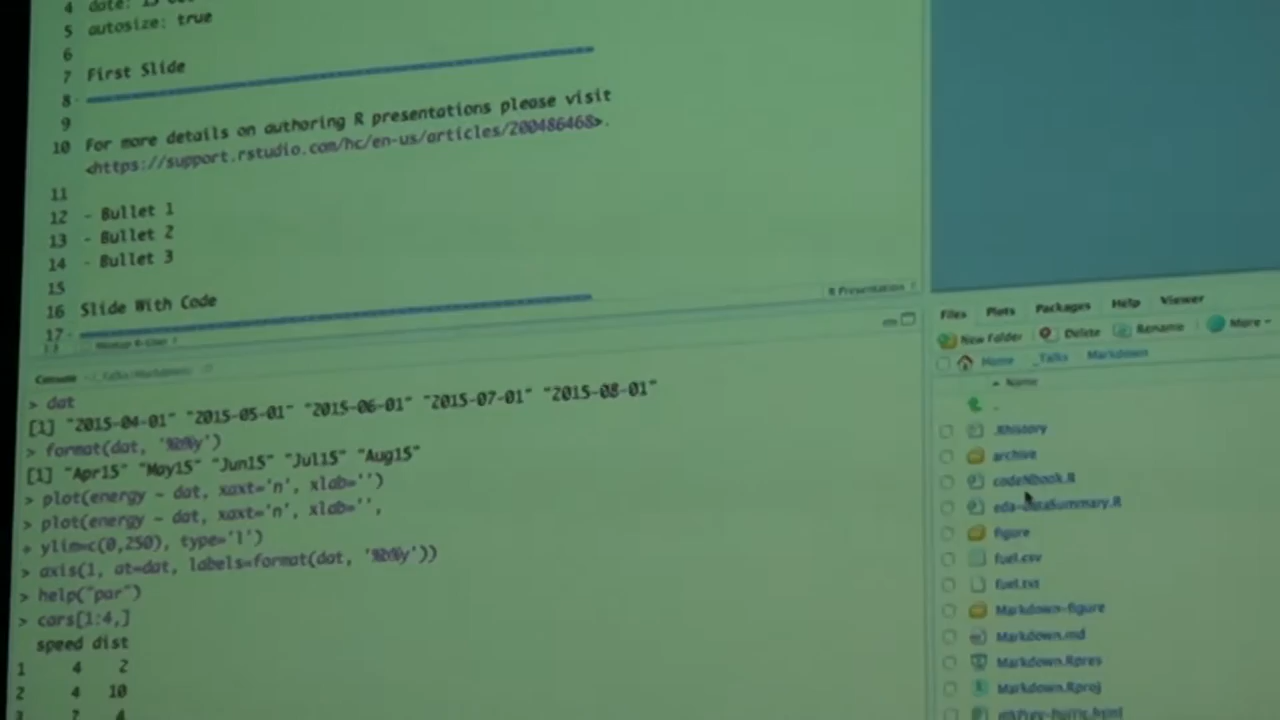 4 date: 15
5 autosize: true
6
7 First Slide
8
9
10 For more details on authoring R presentations please visit
<https://support.rstudio.com/hc/en-us/articles/200486468>.
11
12 - Bullet 1
13 - Bullet 2
14 - Bullet 3
15
16 Slide With Code
17
R Presentation
Console
> dat
[1] "2015-04-01" "2015-05-01" "2015-06-01" "2015-07-01" "2015-08-01"
> format(dat, '%b%y')
[1] "Apr15" "May15" "Jun15" "Jul15" "Aug15"
> plot(energy ~ dat, xaxt='n', xlab='')
> plot(energy ~ dat, xaxt='n', xlab='',
+ ylim=c(0,250), type='l')
> axis(1, at=dat, labels=format(dat, '%b%y'))
> help("par")
> cars[1:4,]
speed dist
1 4 2
2 4 10
3 7 4
Files Plots Packages Help Viewer
New Folder Delete Rename More
Home _Talks Markdown
Name
..
.Rhistory
archive
codeNbook.R
eda-dataSummary.R
figure
fuel.csv
fuel.txt
Markdown-figure
Markdown.md
Markdown.Rpres
Markdown.Rproj